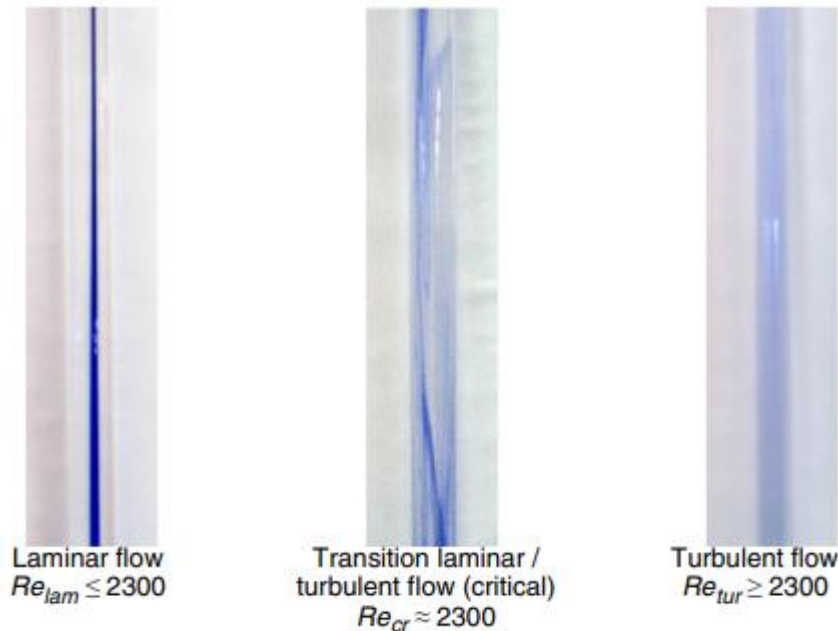 Laminar flow
Re_lam ≤ 2300
Transition laminar /
turbulent flow (critical)
Re_cr ≈ 2300
Turbulent flow
Re_tur ≥ 2300